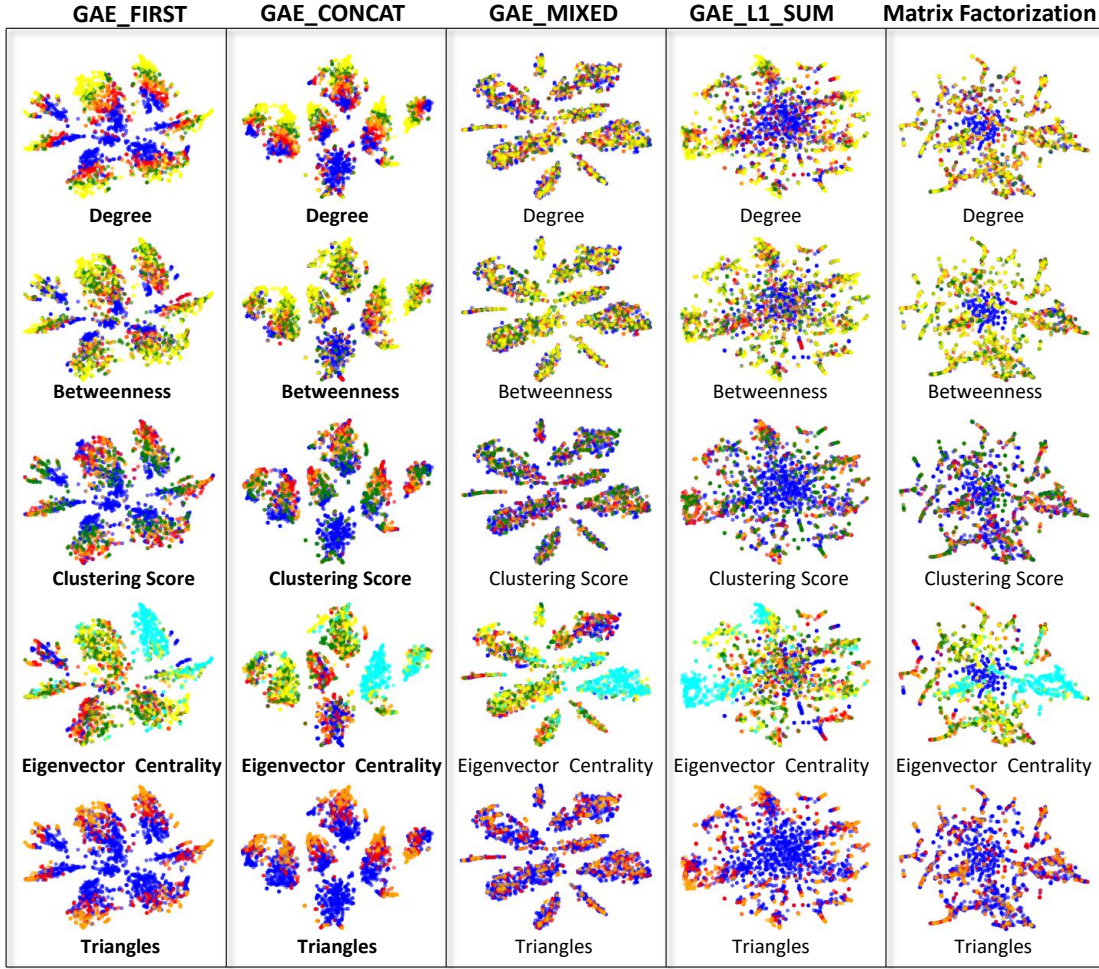 GAE_FIRST GAE_CONCAT GAE_MIXED GAE_L1_SUM Matrix Factorization
Degree Degree Degree Degree Degree
Betweenness Betweenness Betweenness Betweenness Betweenness
Clustering Score Clustering Score Clustering Score Clustering Score Clustering Score
Eigenvector Centrality Eigenvector Centrality Eigenvector Centrality Eigenvector Centrality Eigenvector Centrality
Triangles Triangles Triangles Triangles Triangles